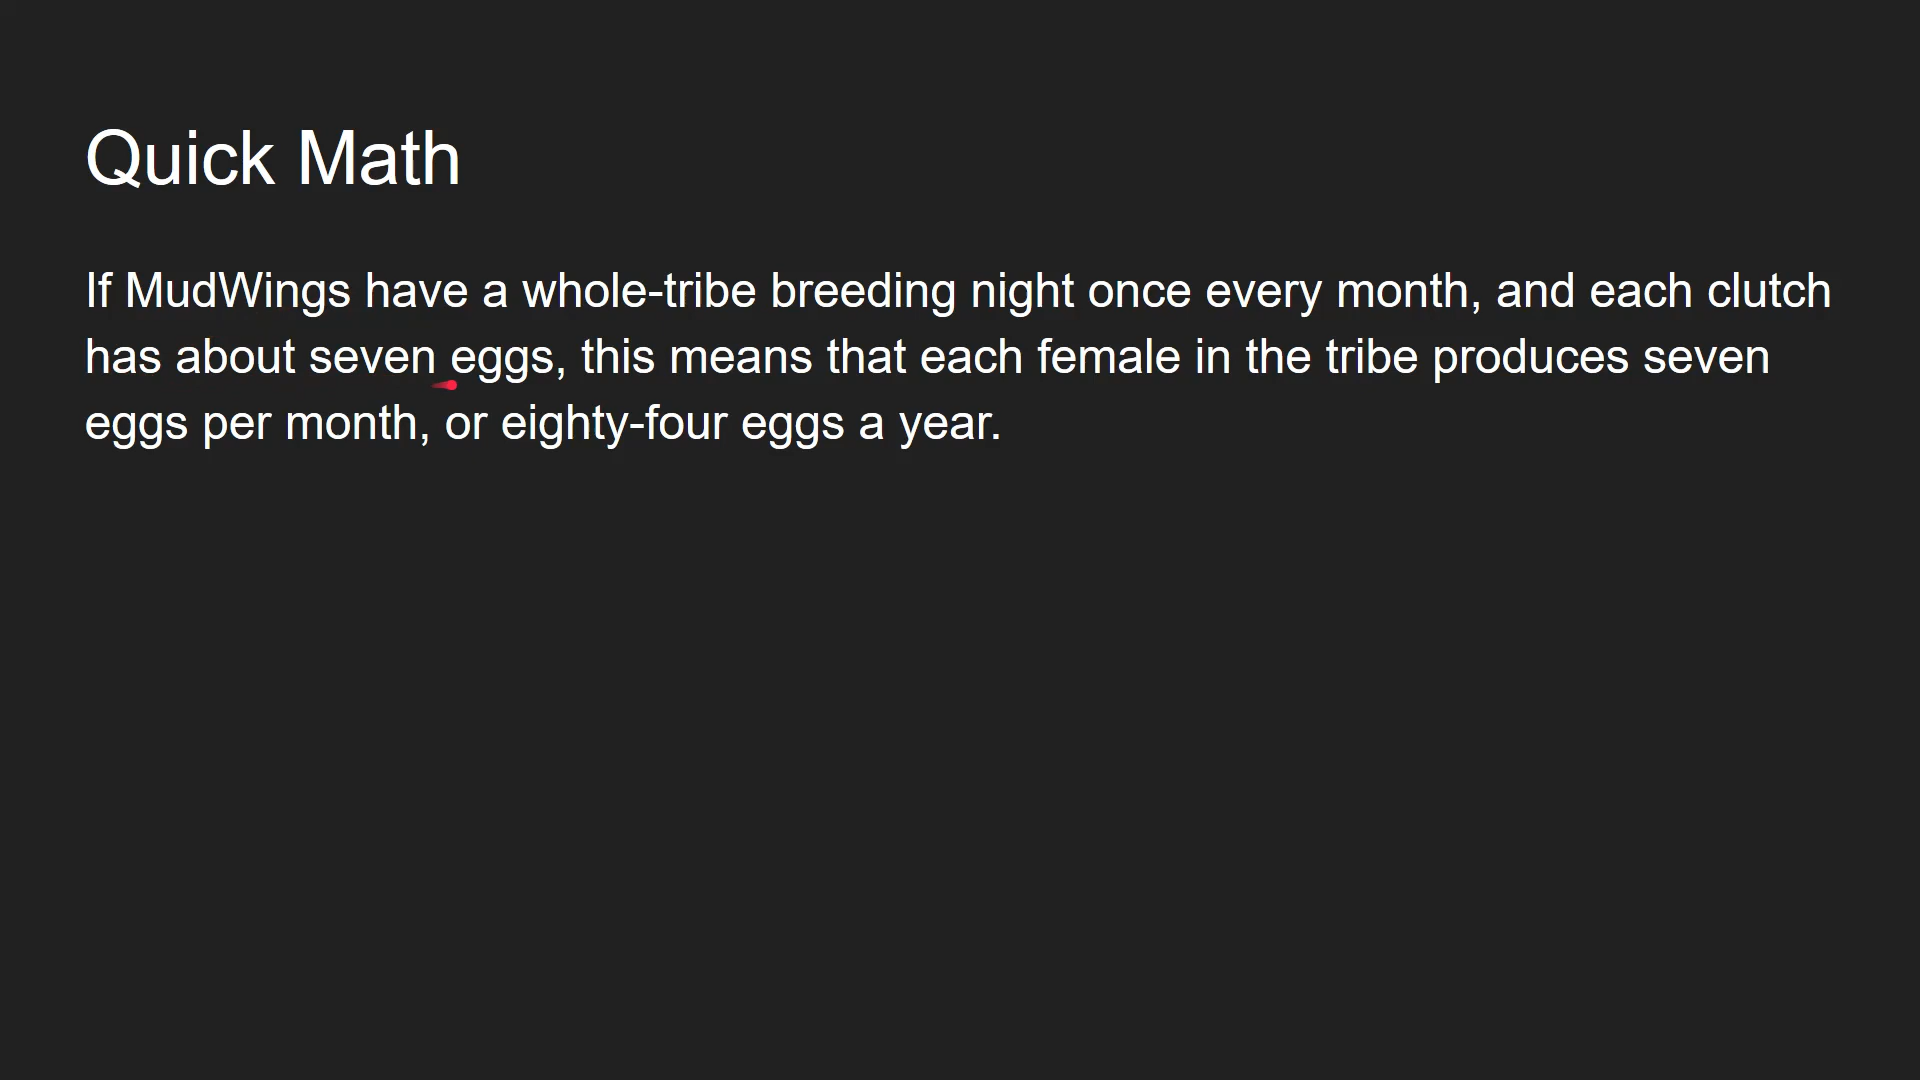 Quick Math
If MudWings have a whole-tribe breeding night once every month, and each clutch
has about seven eggs, this means that each female in the tribe produces seven
eggs per month, or eighty-four eggs a year.